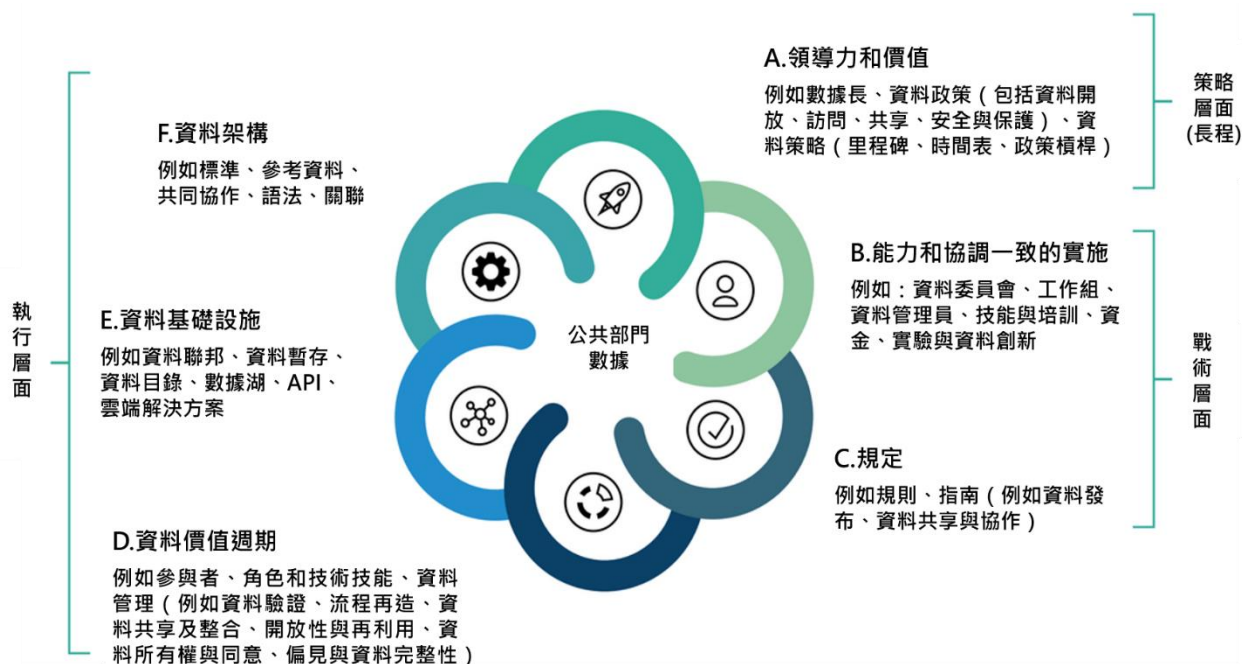 A.領導力和價值
例如數據長、資料政策（包括資料開
放、訪問、共享、安全與保護）、資
料策略（里程碑、時間表、政策槓桿）
策略
層面
(長程)
B.能力和協調一致的實施
例如：資料委員會、工作組、
資料管理員、技能與培訓、資
金、實驗與資料創新
C.規定
例如規則、指南（例如資料發
布、資料共享與協作）
戰
術
層
面
D.資料價值週期
例如參與者、角色和技術技能、資料
管理（例如資料驗證、流程再造、資
料共享及整合、開放性與再利用、資
料所有權與同意、偏見與資料完整性）
E.資料基礎設施
例如資料聯邦、資料暫存、
資料目錄、數據湖、API、
雲端解決方案
F.資料架構
例如標準、參考資料、
共同協作、語法、關聯
執
行
層
面
公共部門
數據